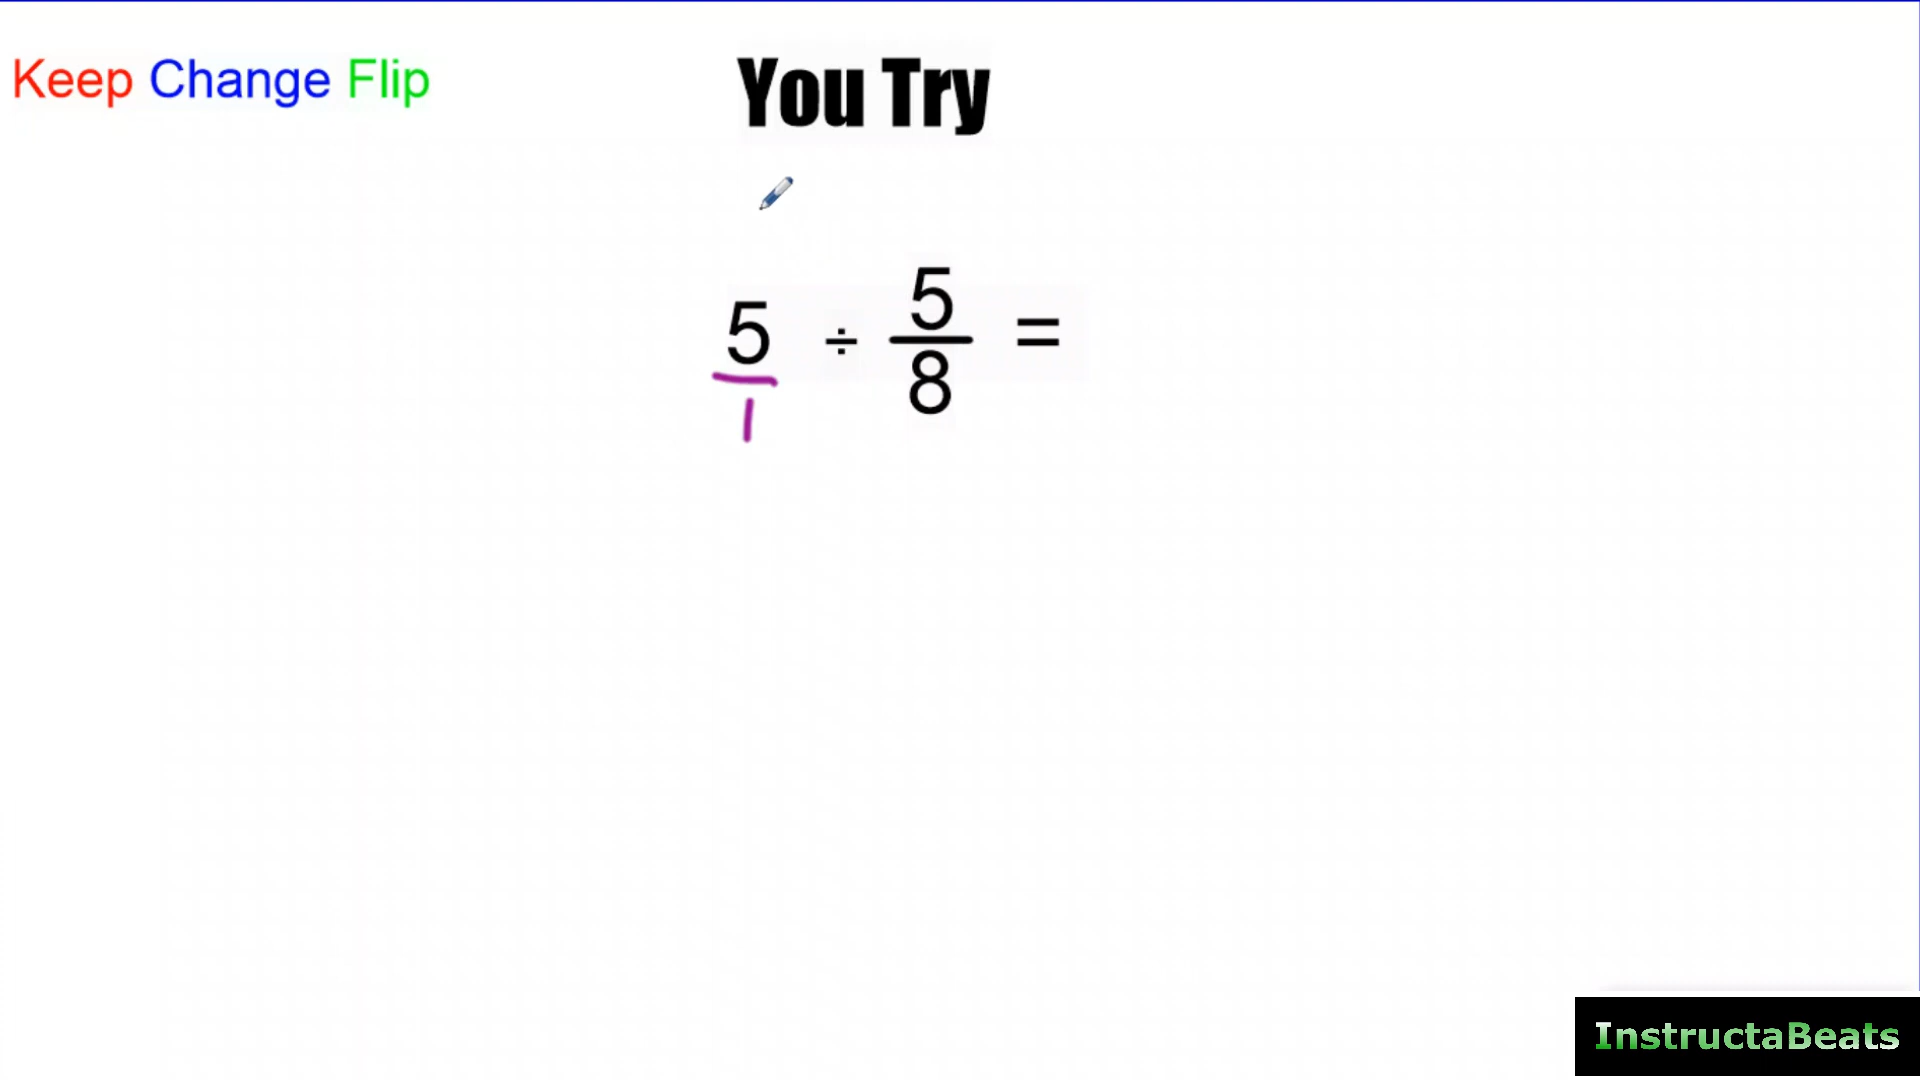 Keep Change Flip
You Try
5/1 ÷ 5/8 =
InstructaBeats